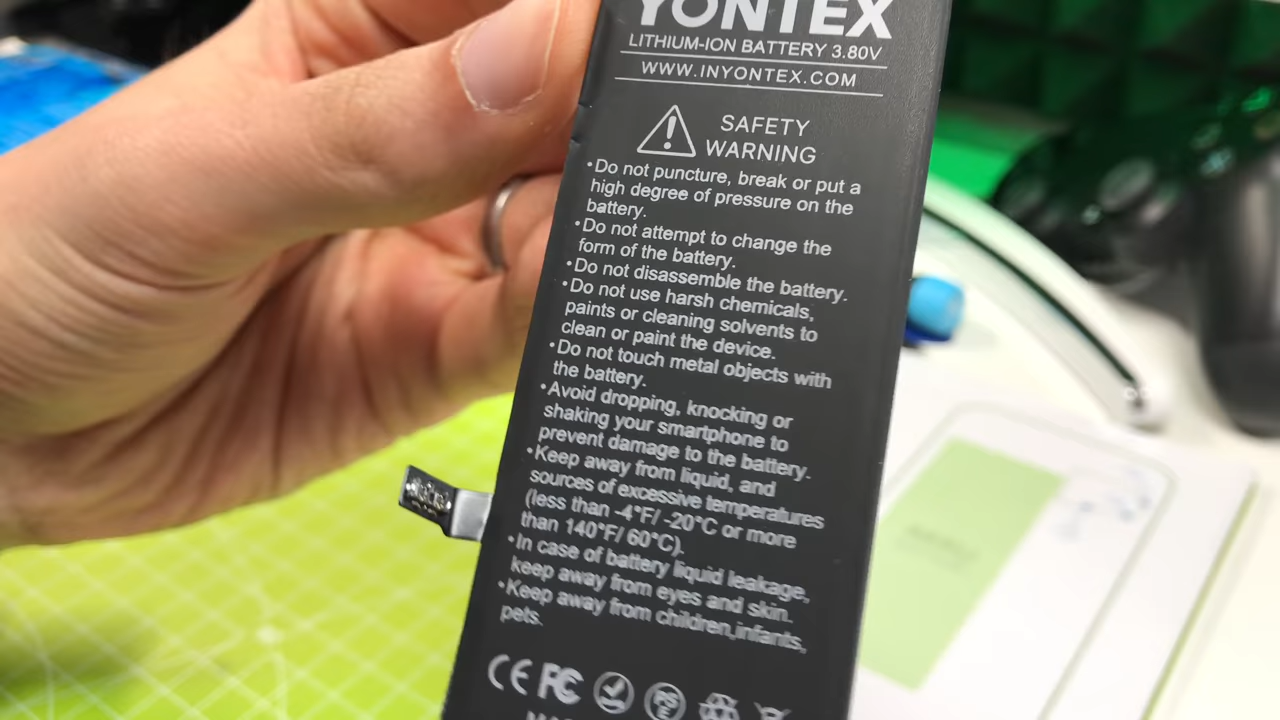 YONTEX
LITHIUM-ION BATTERY 3.80V
WWW.INYONTEX.COM
SAFETY
WARNING
•Do not puncture, break or put a
high degree of pressure on the
battery.
•Do not attempt to change the
form of the battery.
•Do not disassemble the battery.
•Do not use harsh chemicals,
paints or cleaning solvents to
clean or paint the device.
•Do not touch metal objects with
the battery.
•Avoid dropping, knocking or
shaking your smartphone to
prevent damage to the battery.
•Keep away from liquid, and
sources of excessive temperatures
(less than -4°F/ -20°C or more
than 140°F/ 60°C).
•In case of battery liquid leakage,
keep away from eyes and skin.
•Keep away from children,infants,
pets.
CE FC PSE